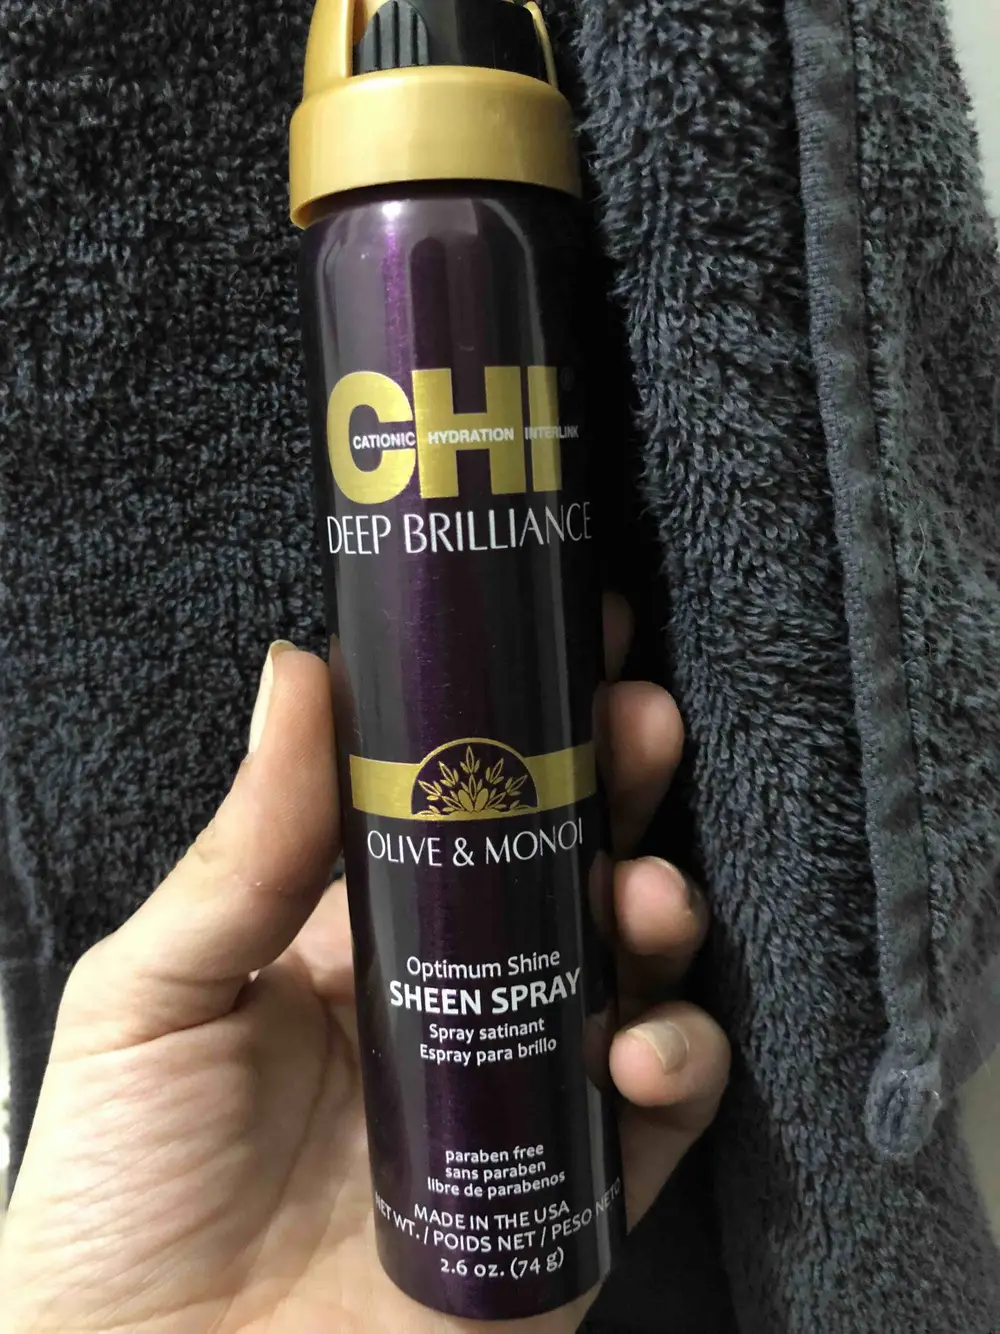 CHI®
CATIONIC HYDRATION INTERLINK
DEEP BRILLIANCE
OLIVE & MONOI
Optimum Shine
SHEEN SPRAY
Spray satinant
Espray para brillo
paraben free
sans paraben
libre de parabenos
MADE IN THE USA
NET WT. / POIDS NET / PESO NETO
2.6 oz. (74 g)